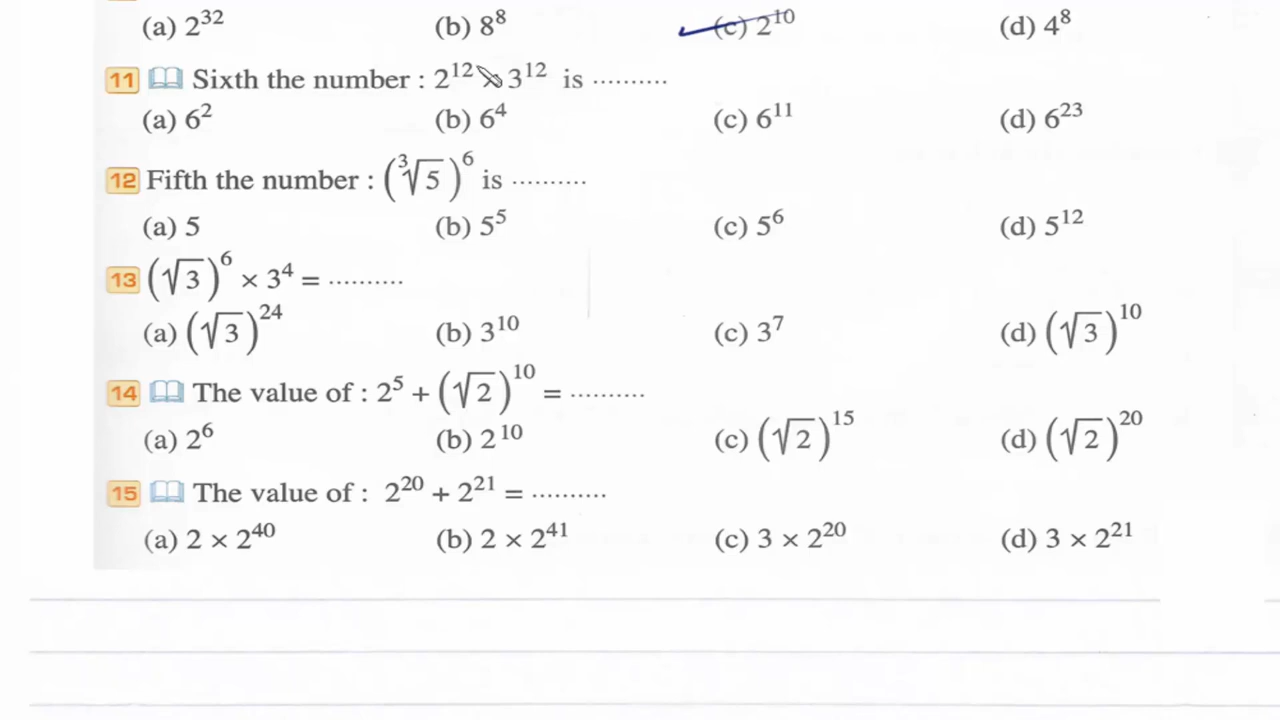 (a) 2^32 (b) 8^8 (c) 2^10 (d) 4^8
11 Sixth the number : 2^12 × 3^12 is ..........
(a) 6^2 (b) 6^4 (c) 6^11 (d) 6^23
12 Fifth the number : (∛5)^6 is ..........
(a) 5 (b) 5^5 (c) 5^6 (d) 5^12
13 (√3)^6 × 3^4 = ..........
(a) (√3)^24 (b) 3^10 (c) 3^7 (d) (√3)^10
14 The value of : 2^5 + (√2)^10 = ..........
(a) 2^6 (b) 2^10 (c) (√2)^15 (d) (√2)^20
15 The value of : 2^20 + 2^21 = ..........
(a) 2 × 2^40 (b) 2 × 2^41 (c) 3 × 2^20 (d) 3 × 2^21